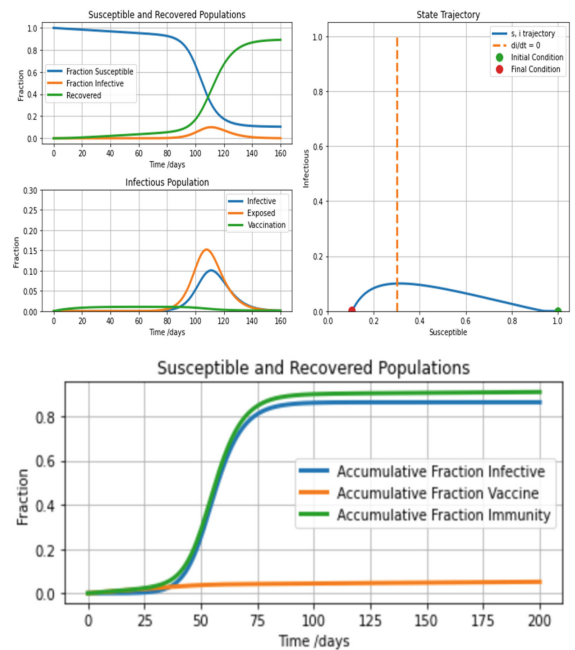 Susceptible and Recovered Populations
1.0
0.8
0.6
0.4
0.2
0.0
Fraction
Fraction Susceptible
Fraction Infective
Recovered
0 20 40 60 80 100 120 140 160
Time /days
Infectious Population
0.30
0.25
0.20
0.15
0.10
0.05
0.00
Fraction
Infective
Exposed
Vaccination
0 20 40 60 80 100 120 140 160
Time /days
State Trajectory
1.0
0.8
0.6
0.4
0.2
0.0
Infectious
s, i trajectory
di/dt = 0
Initial Condition
Final Condition
0.0 0.2 0.4 0.6 0.8 1.0
Susceptible
Susceptible and Recovered Populations
0.8
0.6
0.4
0.2
0.0
Fraction
Accumulative Fraction Infective
Accumulative Fraction Vaccine
Accumulative Fraction Immunity
0 25 50 75 100 125 150 175 200
Time /days